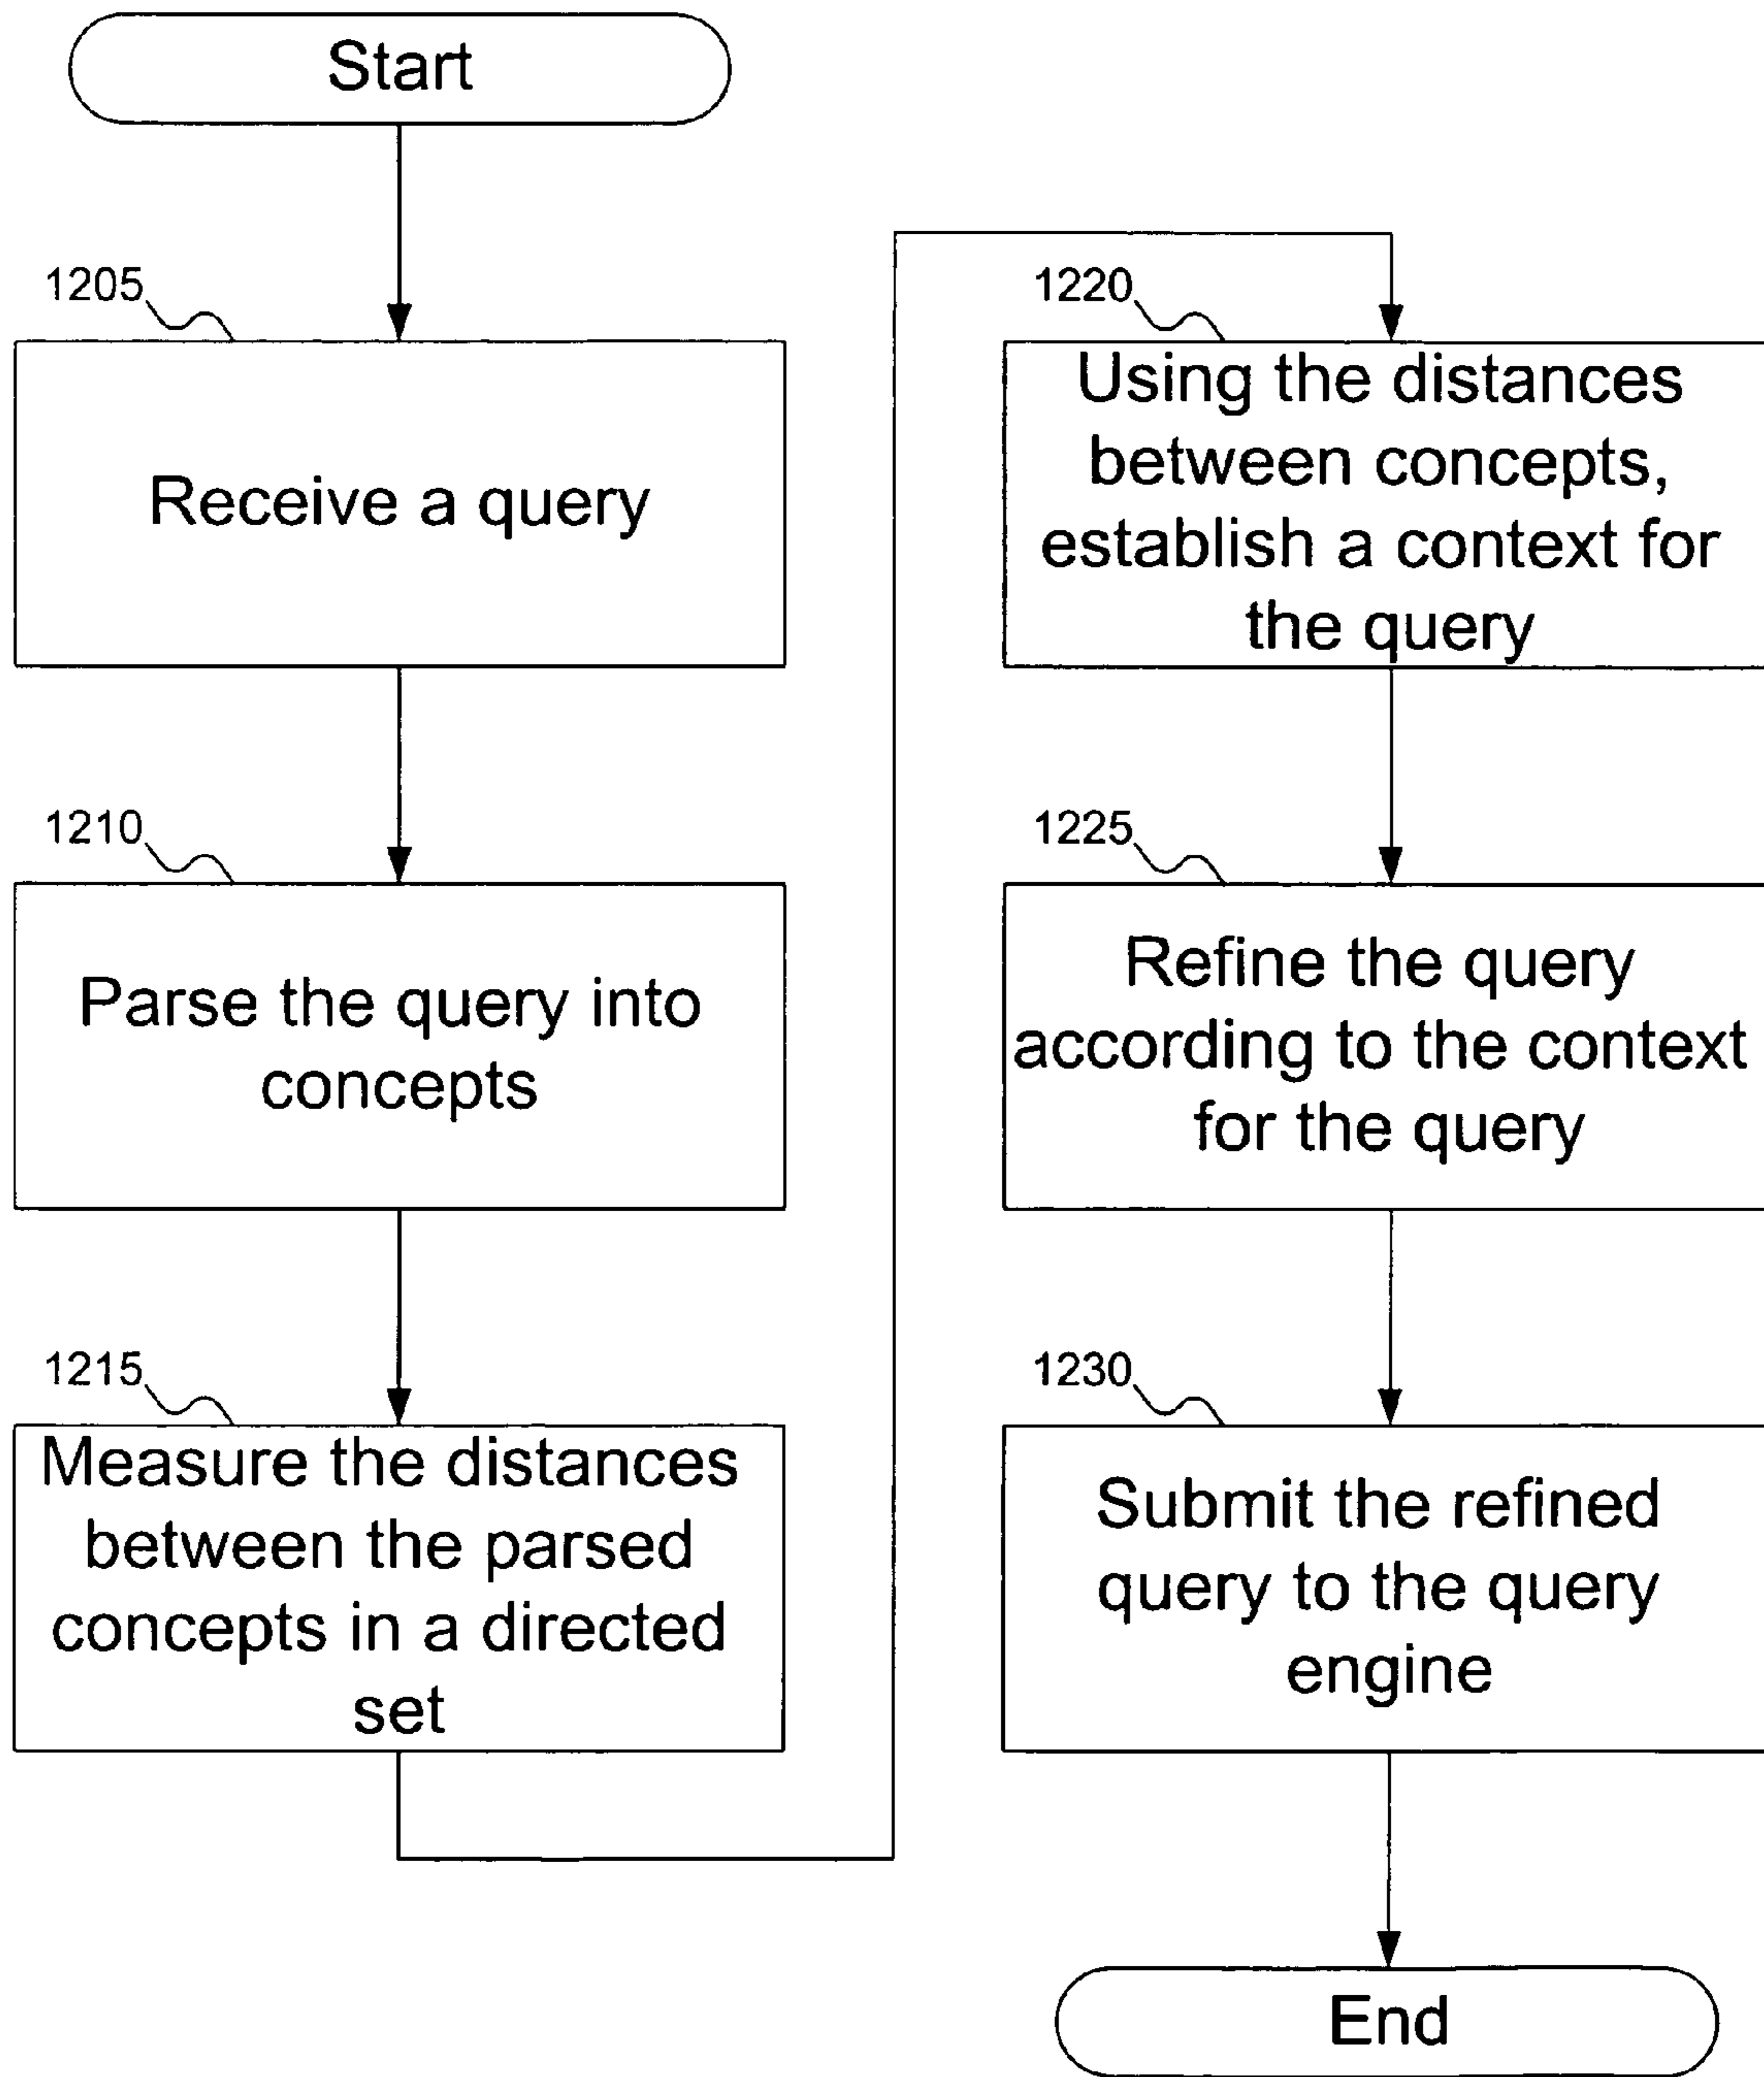 Start
1205
Receive a query
1210
Parse the query into
concepts
1215
Measure the distances
between the parsed
concepts in a directed
set
1220
Using the distances
between concepts,
establish a context for
the query
1225
Refine the query
according to the context
for the query
1230
Submit the refined
query to the query
engine
End